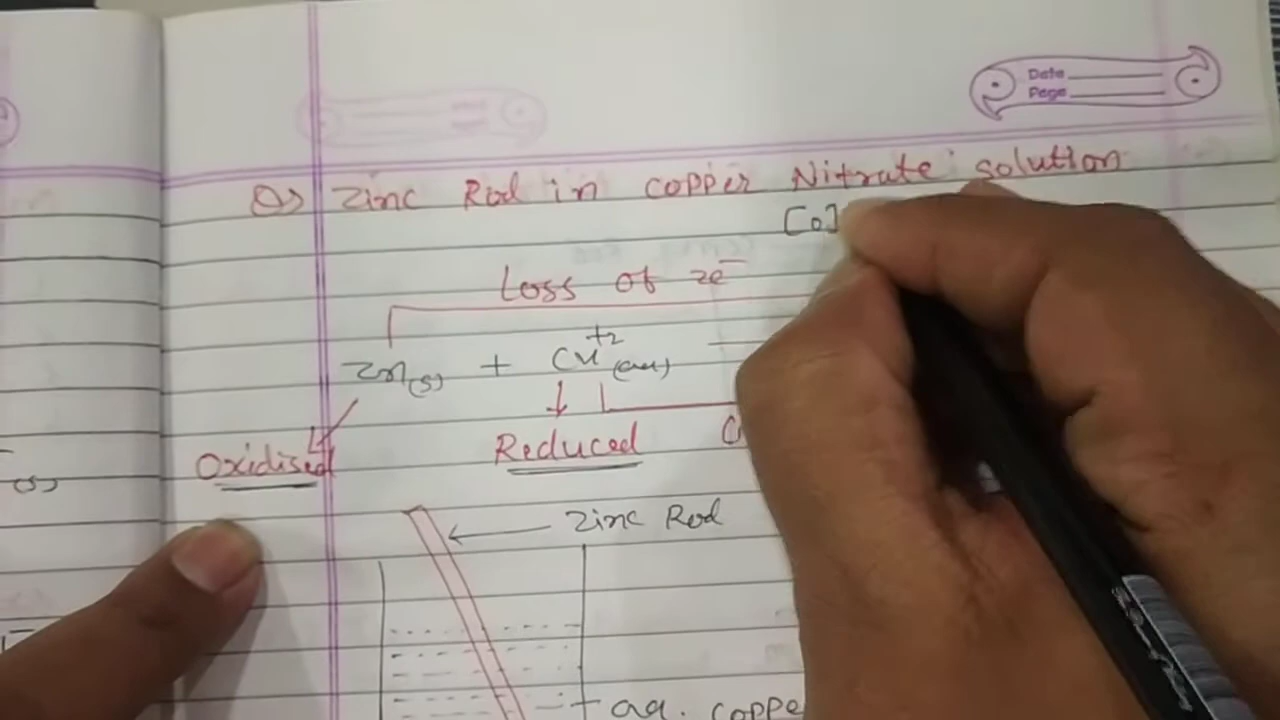 Date
Page
Q> Zinc Rod in copper Nitrate solution
[O]
Loss of 2e⁻
Zn(s) + Cu⁺²(aq)
Oxidised
Reduced
(s)
Zinc Rod
aq. coppe